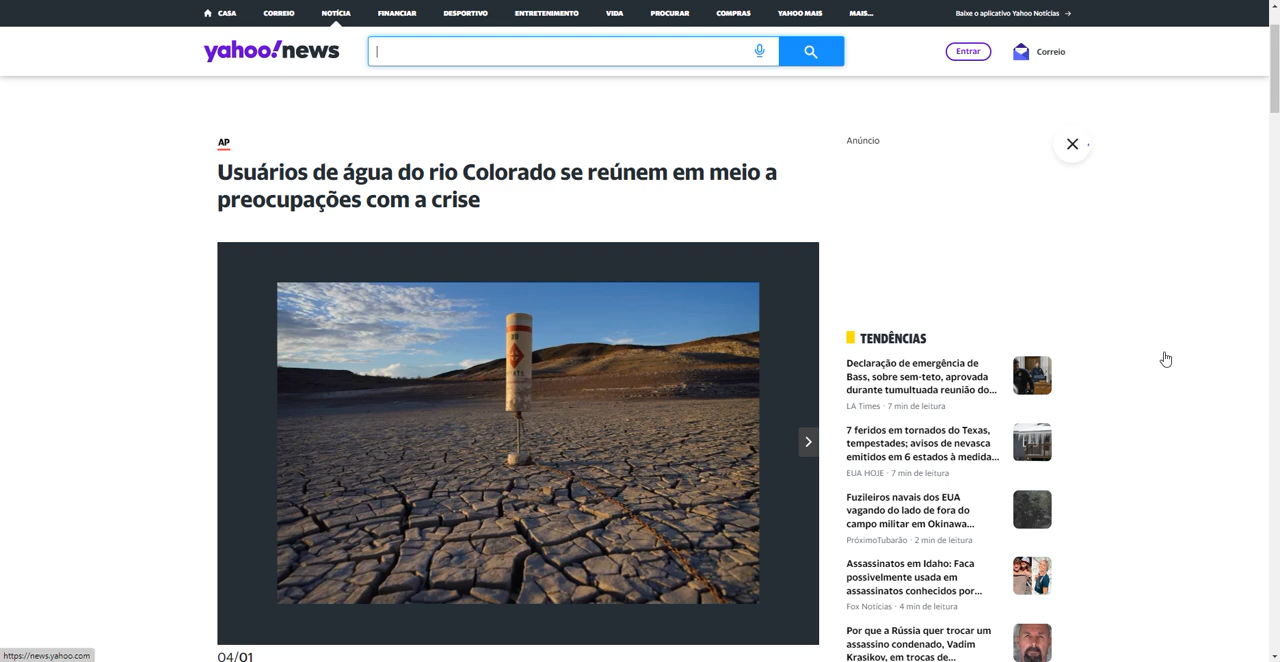 CASA CORREIO NOTÍCIA FINANCIAR DESPORTIVO ENTRETENIMENTO VIDA PROCURAR COMPRAS YAHOO MAIS MAIS... Baixe o aplicativo Yahoo Notícias →
yahoo!news
Entrar
Correio
AP
Usuários de água do rio Colorado se reúnem em meio a
preocupações com a crise
04/01
Anúncio
TENDÊNCIAS
Declaração de emergência de
Bass, sobre sem-teto, aprovada
durante tumultuada reunião do...
LA Times · 7 min de leitura
7 feridos em tornados do Texas,
tempestades; avisos de nevasca
emitidos em 6 estados à medida...
EUA HOJE · 7 min de leitura
Fuzileiros navais dos EUA
vagando do lado de fora do
campo militar em Okinawa...
PróximoTubarão · 2 min de leitura
Assassinatos em Idaho: Faca
possivelmente usada em
assassinatos conhecidos por...
Fox Notícias · 4 min de leitura
Por que a Rússia quer trocar um
assassino condenado, Vadim
Krasikov, em trocas de...
https://news.yahoo.com